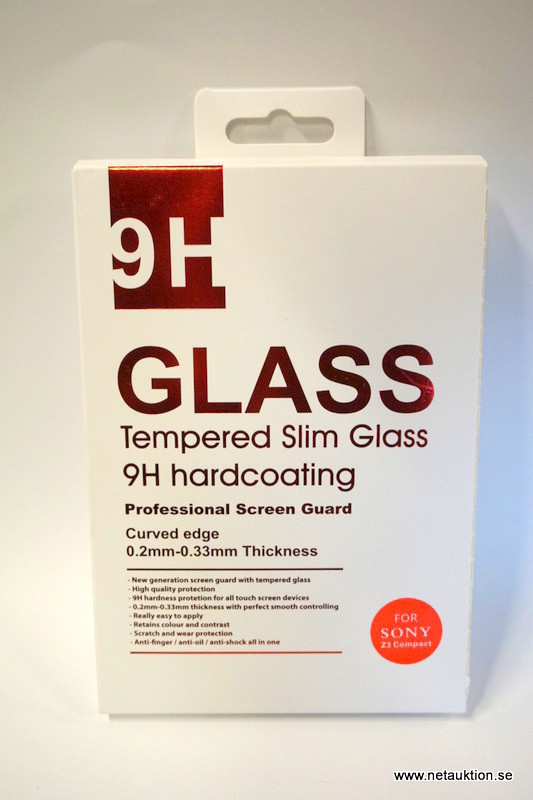 9H
GLASS
Tempered Slim Glass
9H hardcoating
Professional Screen Guard
Curved edge
0.2mm-0.33mm Thickness
- New generation screen guard with tempered glass
- High quality protection
- 9H hardness protetion for all touch screen devices
- 0.2mm-0.33mm thickness with perfect smooth controlling
- Really easy to apply
- Retains colour and contrast
- Scratch and wear protection
- Anti-finger / anti-oil / anti-shock all in one
FOR
SONY
Z3 Compact
www.netauktion.se